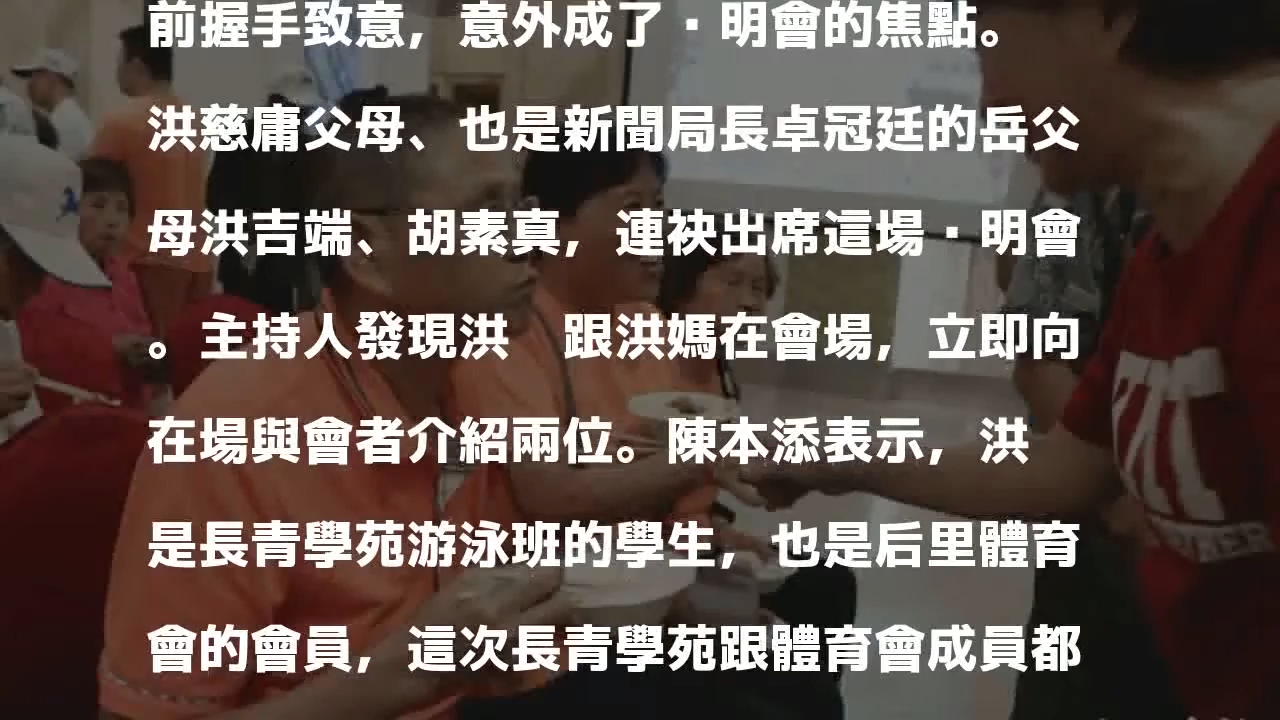 前握手致意，意外成了·明會的焦點。
洪慈庸父母、也是新聞局長卓冠廷的岳父
母洪吉端、胡素真，連袂出席這場·明會
。主持人發現洪　跟洪媽在會場，立即向
在場與會者介紹兩位。陳本添表示，洪
是長青學苑游泳班的學生，也是后里體育
會的會員，這次長青學苑跟體育會成員都